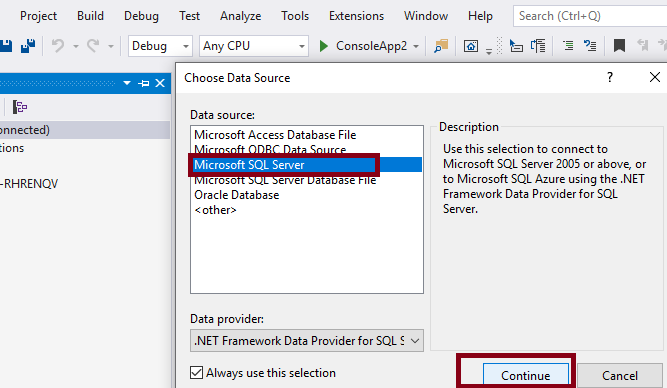 Project Build Debug Test Analyze Tools Extensions Window Help Search (Ctrl+Q)
Debug Any CPU ConsoleApp2
Choose Data Source
onnected)
tions
-RHRENQV
Data source:
Microsoft Access Database File
Microsoft ODBC Data Source
Microsoft SQL Server
Microsoft SQL Server Database File
Oracle Database
<other>
Description
Use this selection to connect to
Microsoft SQL Server 2005 or above, or
to Microsoft SQL Azure using the .NET
Framework Data Provider for SQL
Server.
Data provider:
.NET Framework Data Provider for SQL S
Always use this selection
Continue
Cancel